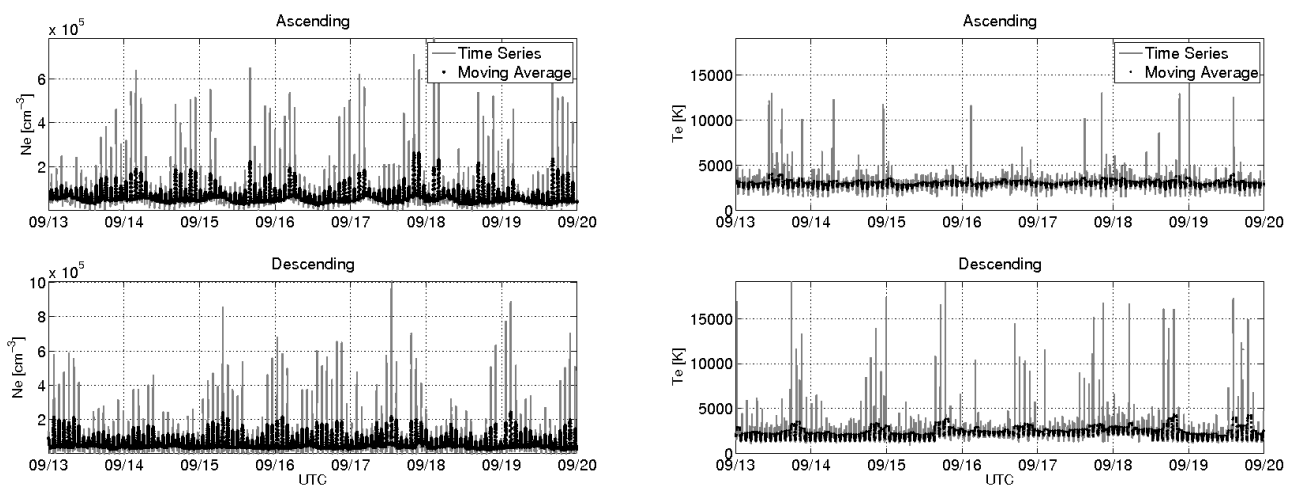 Ascending
x 10^5
Time Series
Moving Average
6
4
2
Ne [cm^-3]
09/13 09/14 09/15 09/16 09/17 09/18 09/19 09/20
Ascending
Time Series
Moving Average
15000
10000
5000
0
Te [K]
09/13 09/14 09/15 09/16 09/17 09/18 09/19 09/20
Descending
x 10^5
10
8
6
4
2
Ne [cm^-3]
09/13 09/14 09/15 09/16 09/17 09/18 09/19 09/20
UTC
Descending
15000
10000
5000
0
Te [K]
09/13 09/14 09/15 09/16 09/17 09/18 09/19 09/20
UTC